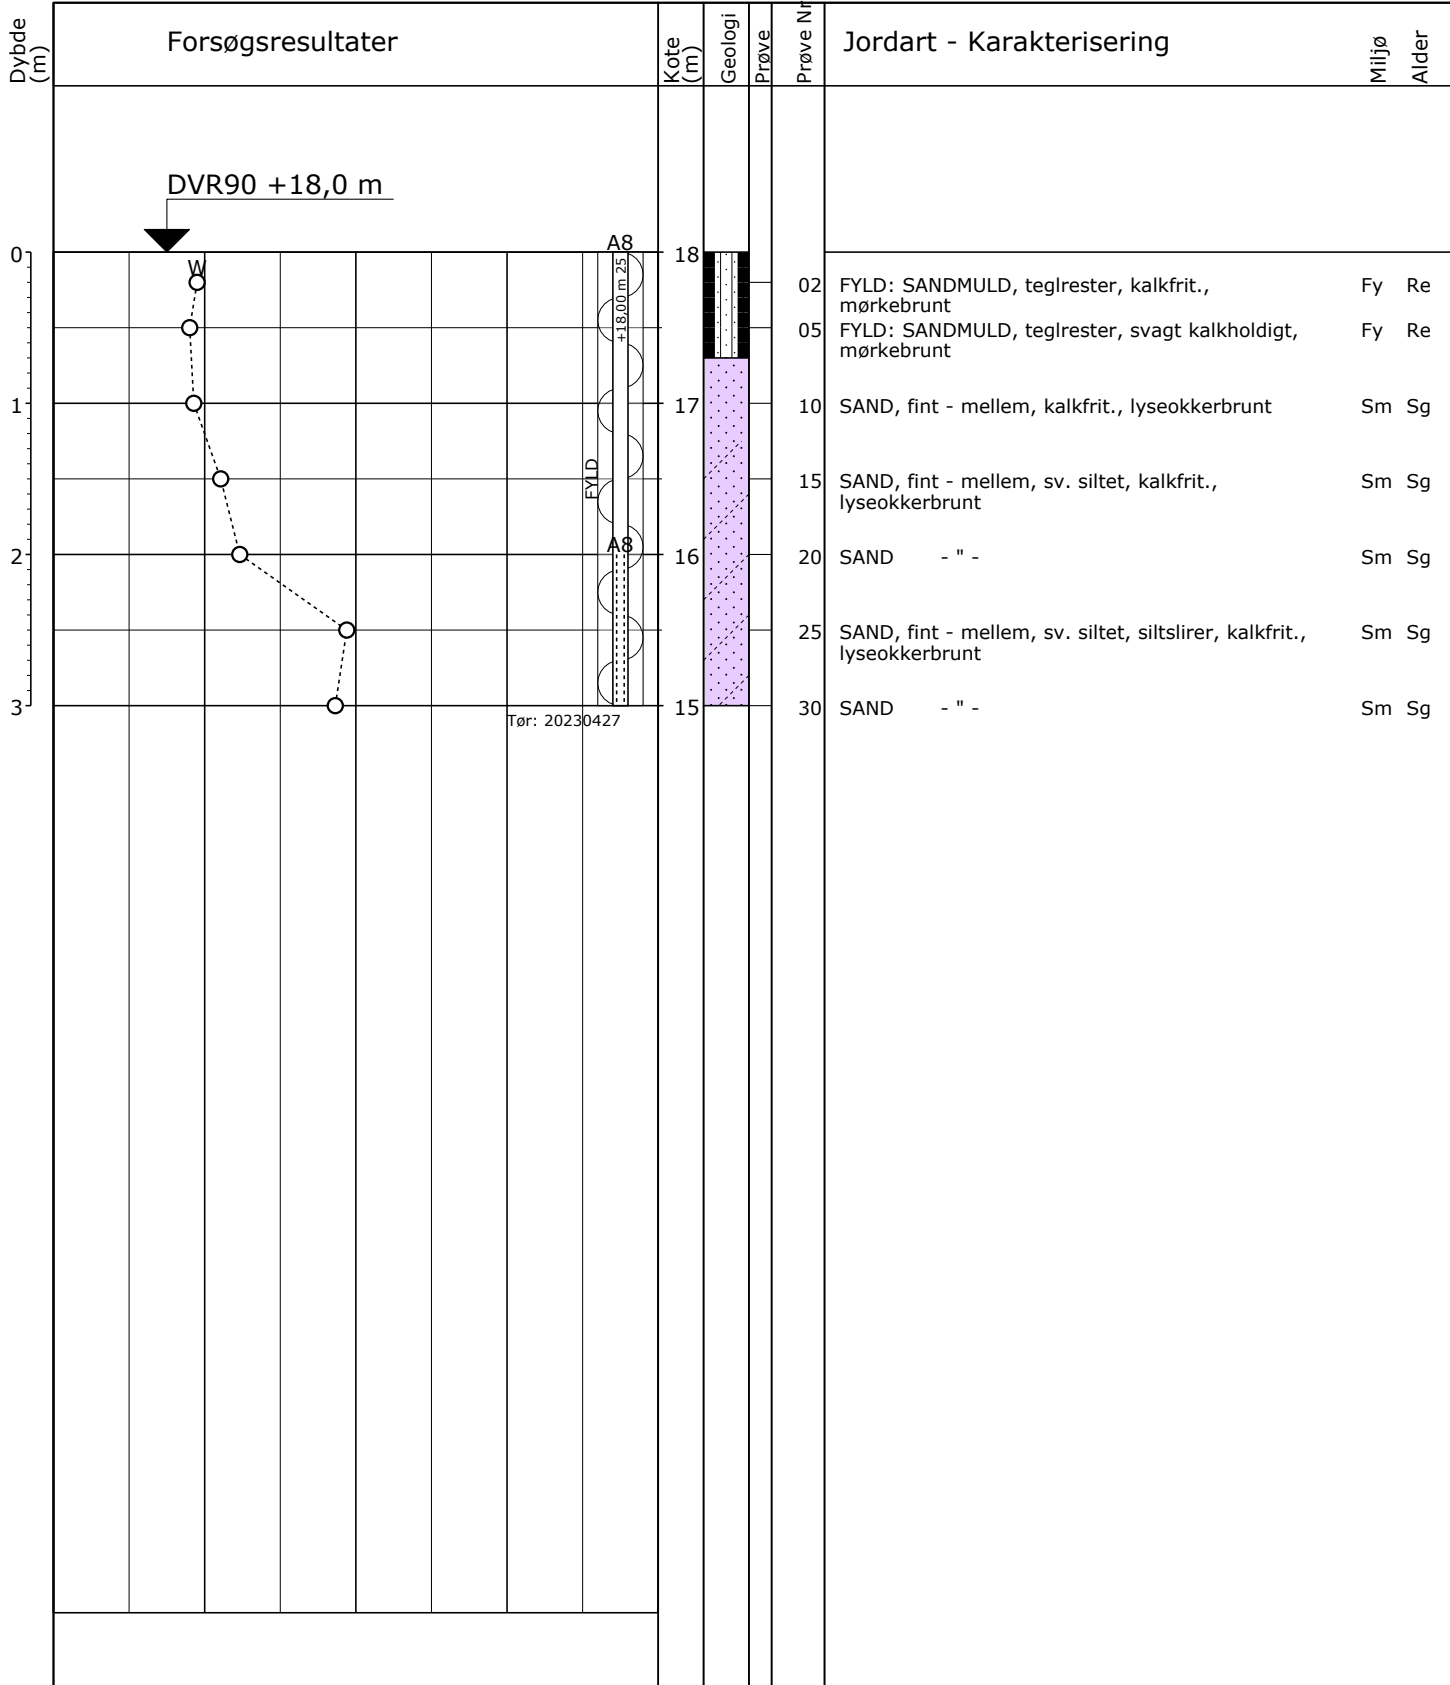 Dybde
(m)
Forsøgsresultater
Kote
(m)
Geologi
Prøve
Prøve Nr
Jordart - Karakterisering
Miljø
Alder
DVR90 +18,0 m
A8
0
W
+18,00 m 25
18
02 FYLD: SANDMULD, teglrester, kalkfrit., Fy Re
mørkebrunt
05 FYLD: SANDMULD, teglrester, svagt kalkholdigt, Fy Re
mørkebrunt
1
17
10 SAND, fint - mellem, kalkfrit., lyseokkerbrunt Sm Sg
FYLD
15 SAND, fint - mellem, sv. siltet, kalkfrit., Sm Sg
lyseokkerbrunt
A8
2
16
20 SAND - " - Sm Sg
25 SAND, fint - mellem, sv. siltet, siltslirer, kalkfrit., Sm Sg
lyseokkerbrunt
3
15
30 SAND - " - Sm Sg
Tør: 20230427